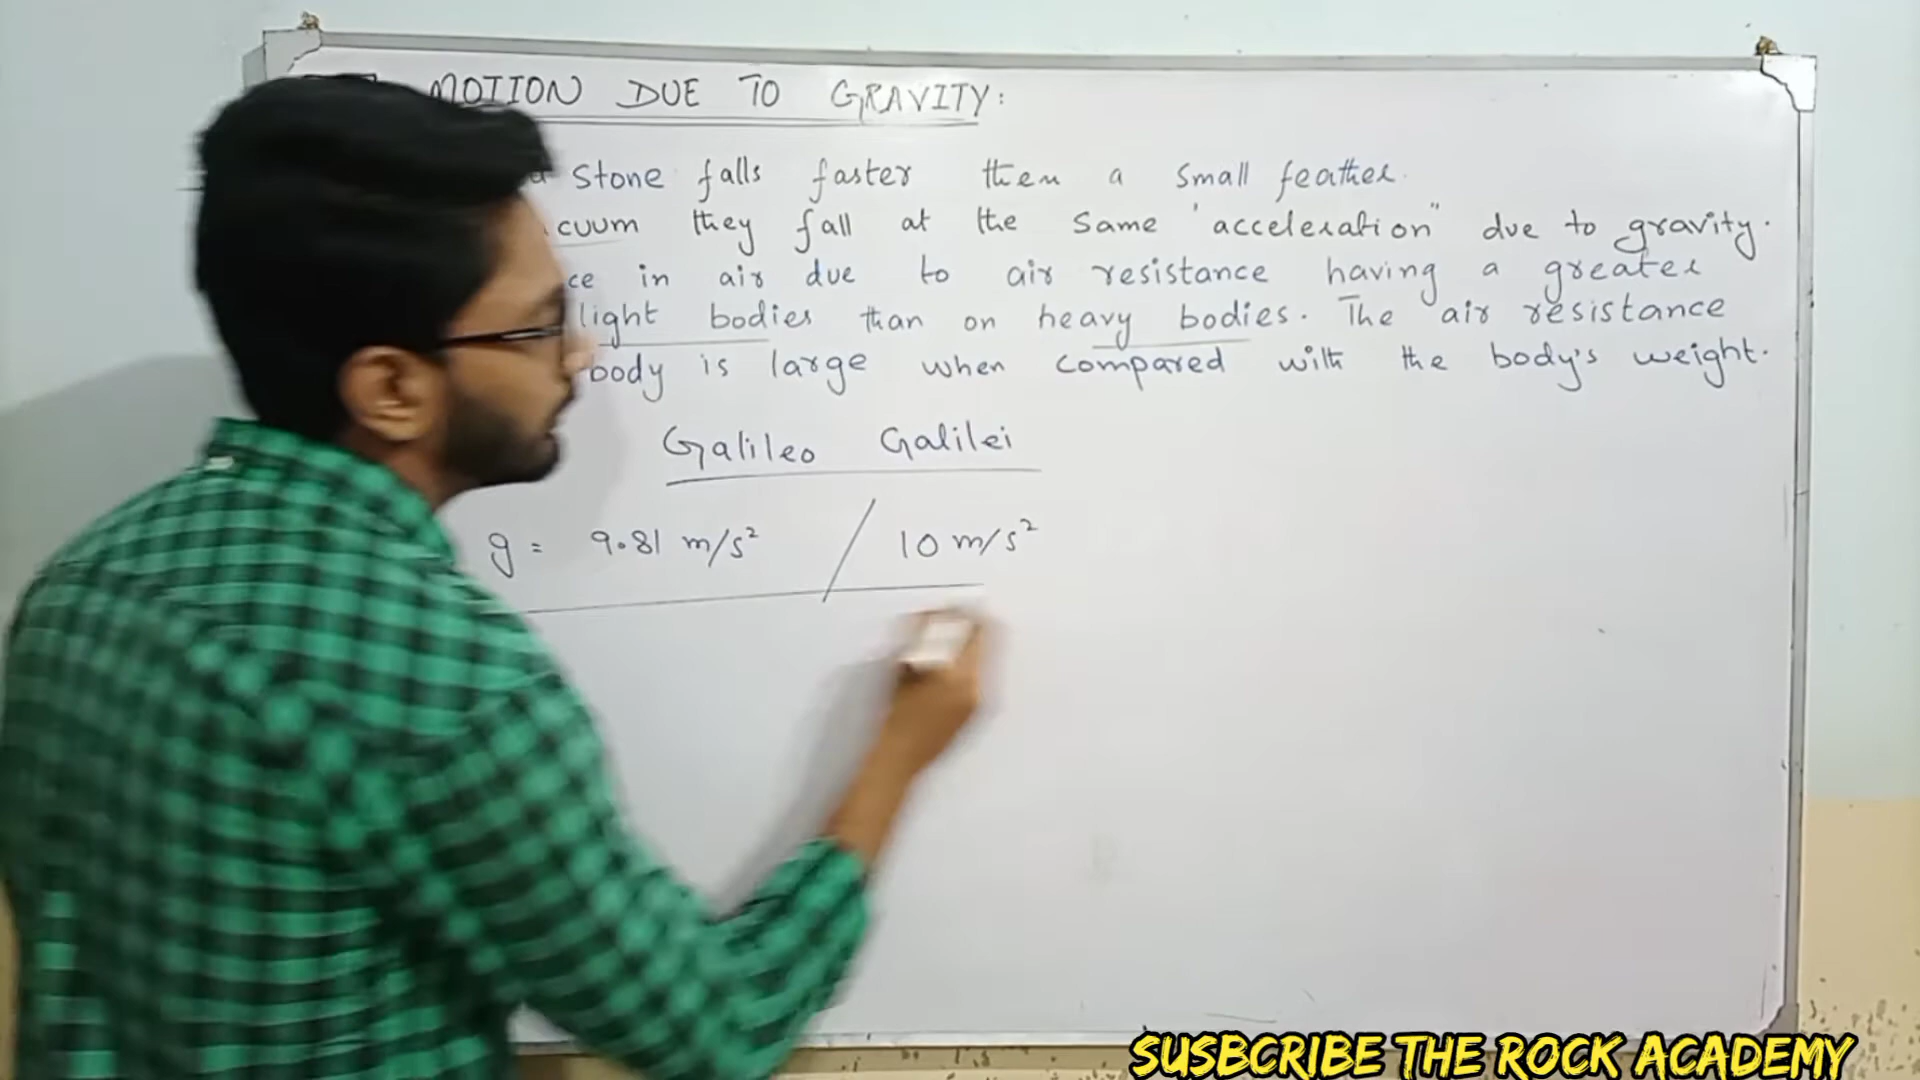 MOTION DUE TO GRAVITY:
stone falls faster then a small feather.
cuum they fall at the same 'acceleration" due to gravity.
ce in air due to air resistance having a greater
light bodies than on heavy bodies. The air resistance
body is large when compared with the body's weight.
Galileo Galilei
g = 9.81 m/s² / 10 m/s²
SUSBCRIBE THE ROCK ACADEMY